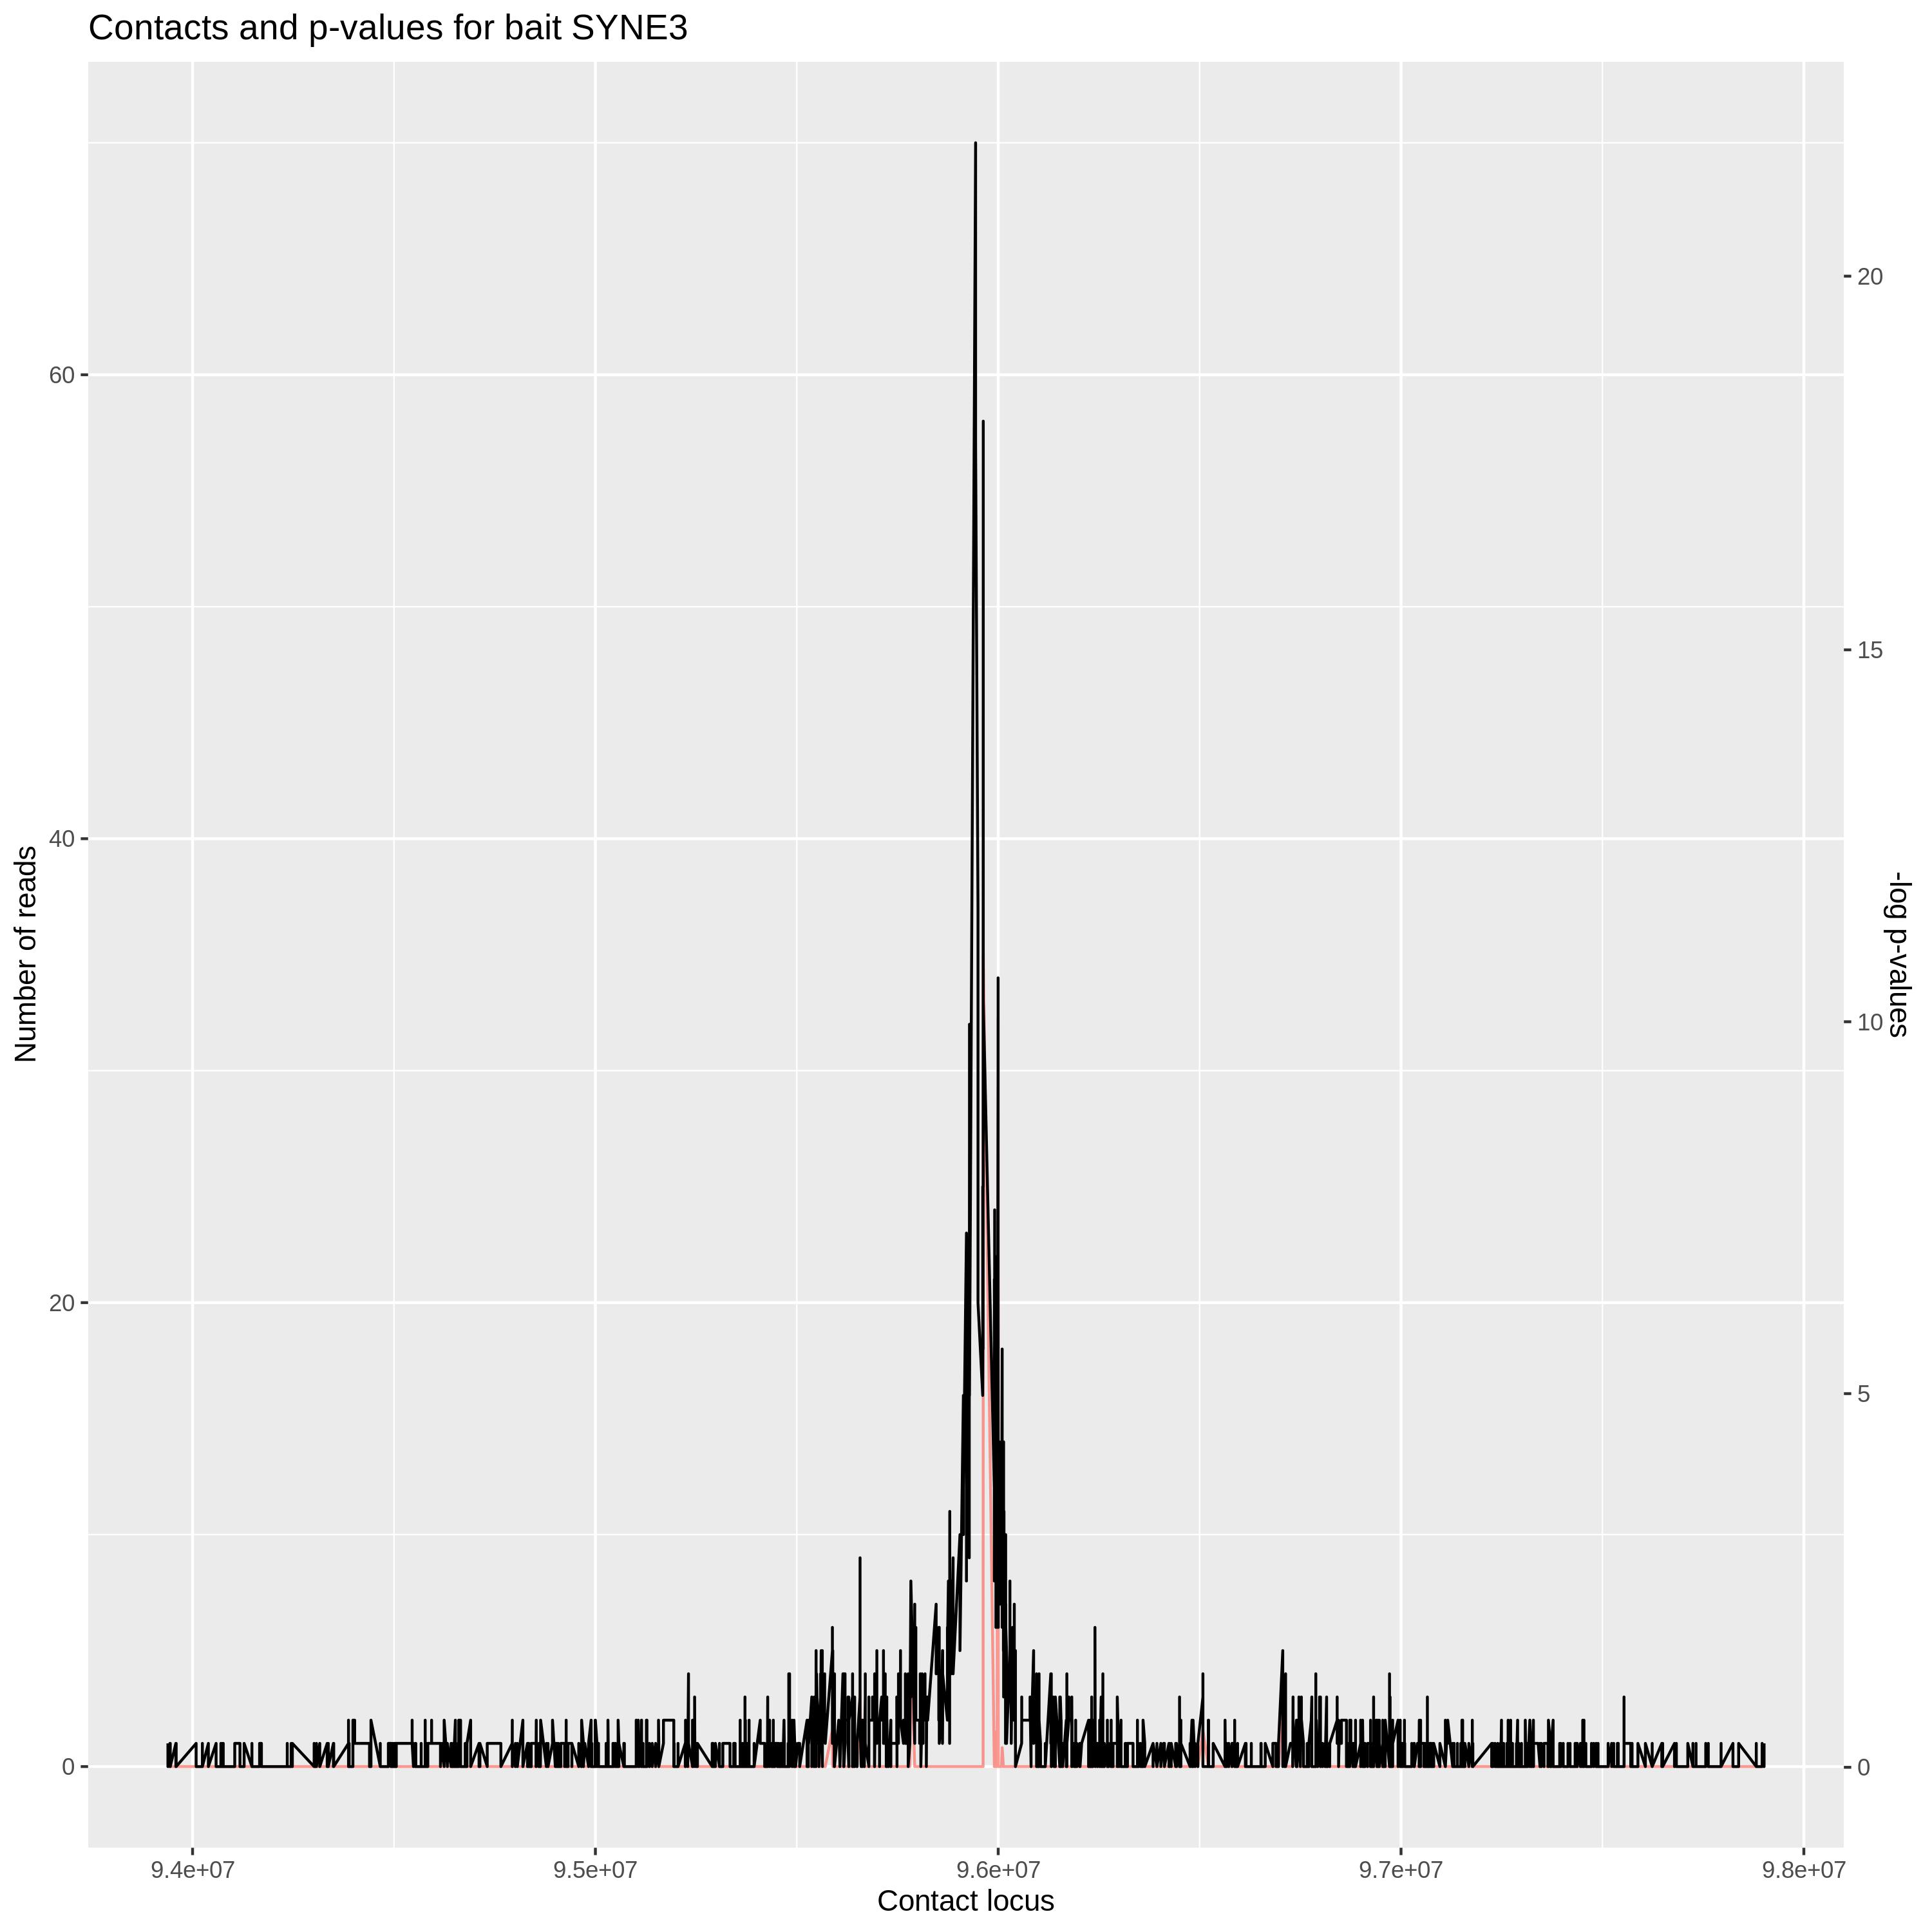 Contacts and p-values for bait SYNE3
Number of reads
60
40
20
0
20
15
10
5
0
-log p-values
9.4e+07 9.5e+07 9.6e+07 9.7e+07 9.8e+07
Contact locus